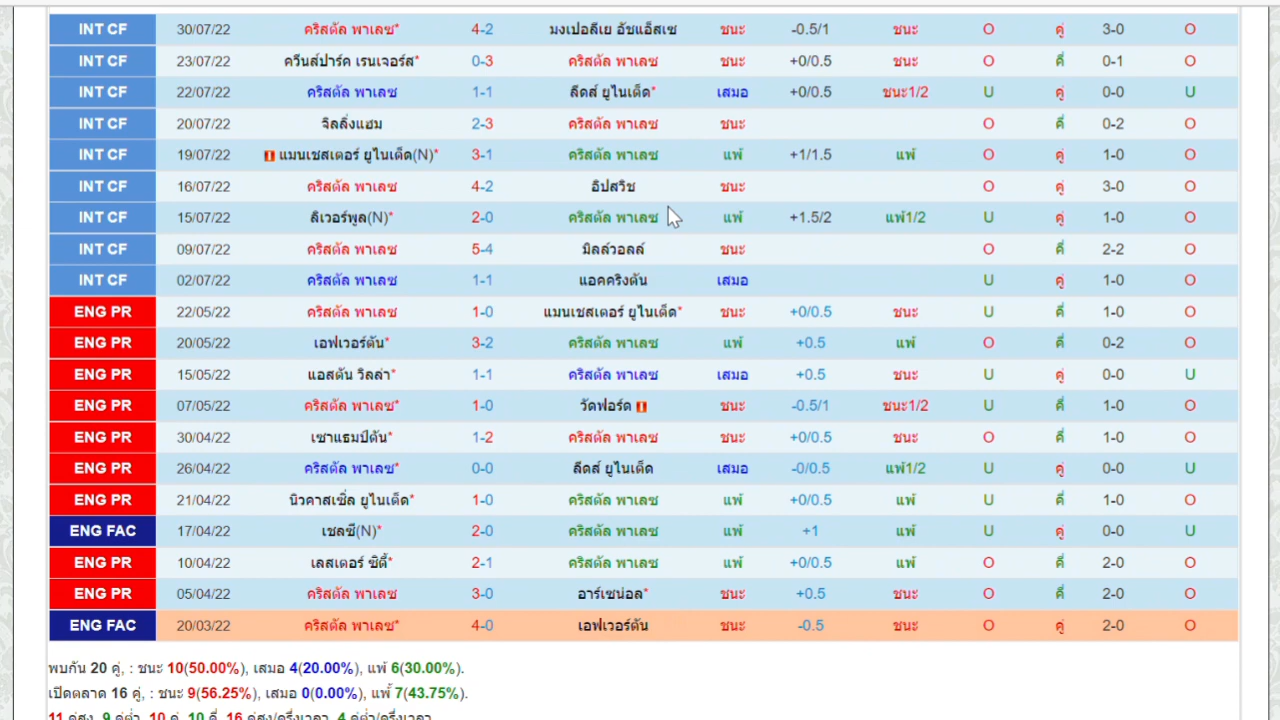 INT CF 30/07/22 คริสตัล พาเลซ* 4-2 มงเปอลีเย อัชแอ็สเช ชนะ -0.5/1 ชนะ O คู่ 3-0 O
INT CF 23/07/22 ควีนส์ปาร์ค เรนเจอร์ส* 0-3 คริสตัล พาเลซ ชนะ +0/0.5 ชนะ O คี่ 0-1 O
INT CF 22/07/22 คริสตัล พาเลซ 1-1 ลีดส์ ยูไนเต็ด* เสมอ +0/0.5 ชนะ1/2 U คู่ 0-0 U
INT CF 20/07/22 จิลลิ่งแฮม 2-3 คริสตัล พาเลซ ชนะ O คี่ 0-2 O
INT CF 19/07/22 1 แมนเชสเตอร์ ยูไนเต็ด(N)* 3-1 คริสตัล พาเลซ แพ้ +1/1.5 แพ้ O คู่ 1-0 O
INT CF 16/07/22 คริสตัล พาเลซ 4-2 อิปสวิช ชนะ O คู่ 3-0 O
INT CF 15/07/22 ลิเวอร์พูล(N)* 2-0 คริสตัล พาเลซ แพ้ +1.5/2 แพ้1/2 U คู่ 1-0 O
INT CF 09/07/22 คริสตัล พาเลซ 5-4 มิลล์วอลล์ ชนะ O คี่ 2-2 O
INT CF 02/07/22 คริสตัล พาเลซ 1-1 แอคคริงตัน เสมอ U คู่ 1-0 O
ENG PR 22/05/22 คริสตัล พาเลซ 1-0 แมนเชสเตอร์ ยูไนเต็ด* ชนะ +0/0.5 ชนะ U คี่ 1-0 O
ENG PR 20/05/22 เอฟเวอร์ตัน* 3-2 คริสตัล พาเลซ แพ้ +0.5 แพ้ O คี่ 0-2 O
ENG PR 15/05/22 แอสตัน วิลล่า* 1-1 คริสตัล พาเลซ เสมอ +0.5 ชนะ U คู่ 0-0 U
ENG PR 07/05/22 คริสตัล พาเลซ* 1-0 วัตฟอร์ด 1 ชนะ -0.5/1 ชนะ1/2 U คี่ 1-0 O
ENG PR 30/04/22 เซาแธมป์ตัน* 1-2 คริสตัล พาเลซ ชนะ +0/0.5 ชนะ O คี่ 1-0 O
ENG PR 26/04/22 คริสตัล พาเลซ* 0-0 ลีดส์ ยูไนเต็ด เสมอ -0/0.5 แพ้1/2 U คู่ 0-0 U
ENG PR 21/04/22 นิวคาสเซิ่ล ยูไนเต็ด* 1-0 คริสตัล พาเลซ แพ้ +0/0.5 แพ้ U คี่ 1-0 O
ENG FAC 17/04/22 เชลซี(N)* 2-0 คริสตัล พาเลซ แพ้ +1 แพ้ U คู่ 0-0 U
ENG PR 10/04/22 เลสเตอร์ ซิตี้* 2-1 คริสตัล พาเลซ แพ้ +0/0.5 แพ้ O คี่ 2-0 O
ENG PR 05/04/22 คริสตัล พาเลซ 3-0 อาร์เซน่อล* ชนะ +0.5 ชนะ O คี่ 2-0 O
ENG FAC 20/03/22 คริสตัล พาเลซ* 4-0 เอฟเวอร์ตัน ชนะ -0.5 ชนะ O คู่ 2-0 O
พบกัน 20 คู่, : ชนะ 10(50.00%), เสมอ 4(20.00%), แพ้ 6(30.00%).
เปิดตลาด 16 คู่, : ชนะ 9(56.25%), เสมอ 0(0.00%), แพ้ 7(43.75%).
11 คู่สูง, 9 คู่ต่ำ, 10 คู่, 10 คี่, 16 คู่สูง/ครึ่งเวลา, 4 คู่ต่ำ/ครึ่งเวลา